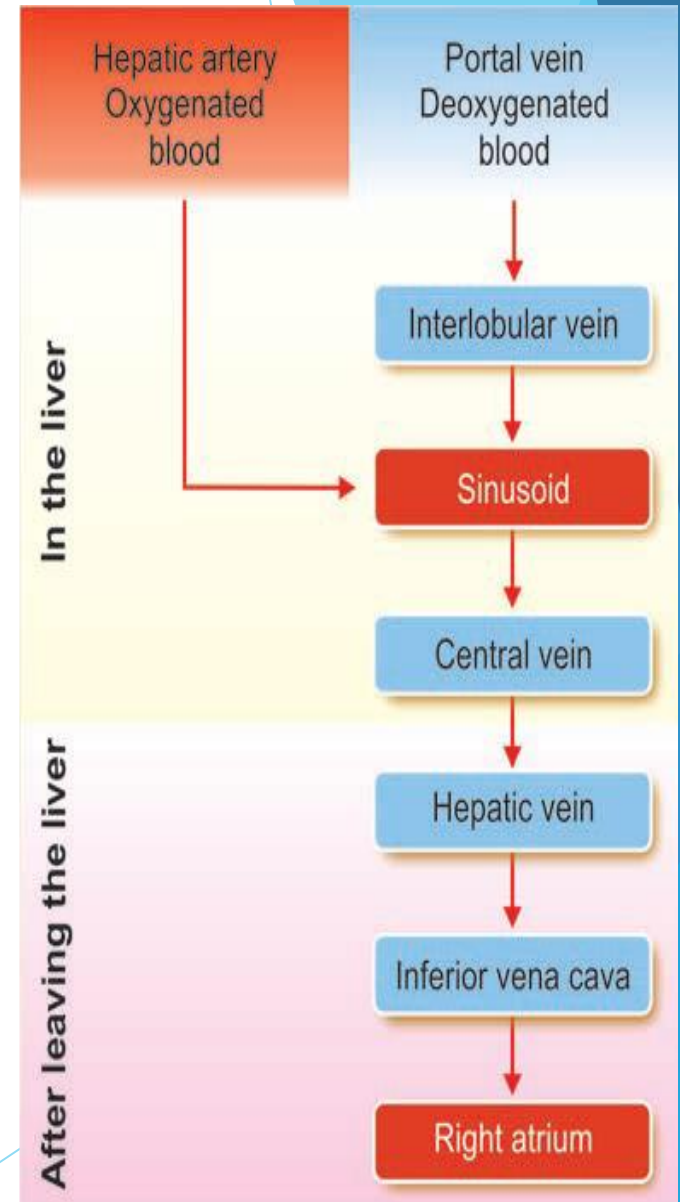 Hepatic artery
Oxygenated
blood
Portal vein
Deoxygenated
blood
In the liver
Interlobular vein
Sinusoid
Central vein
After leaving the liver
Hepatic vein
Inferior vena cava
Right atrium